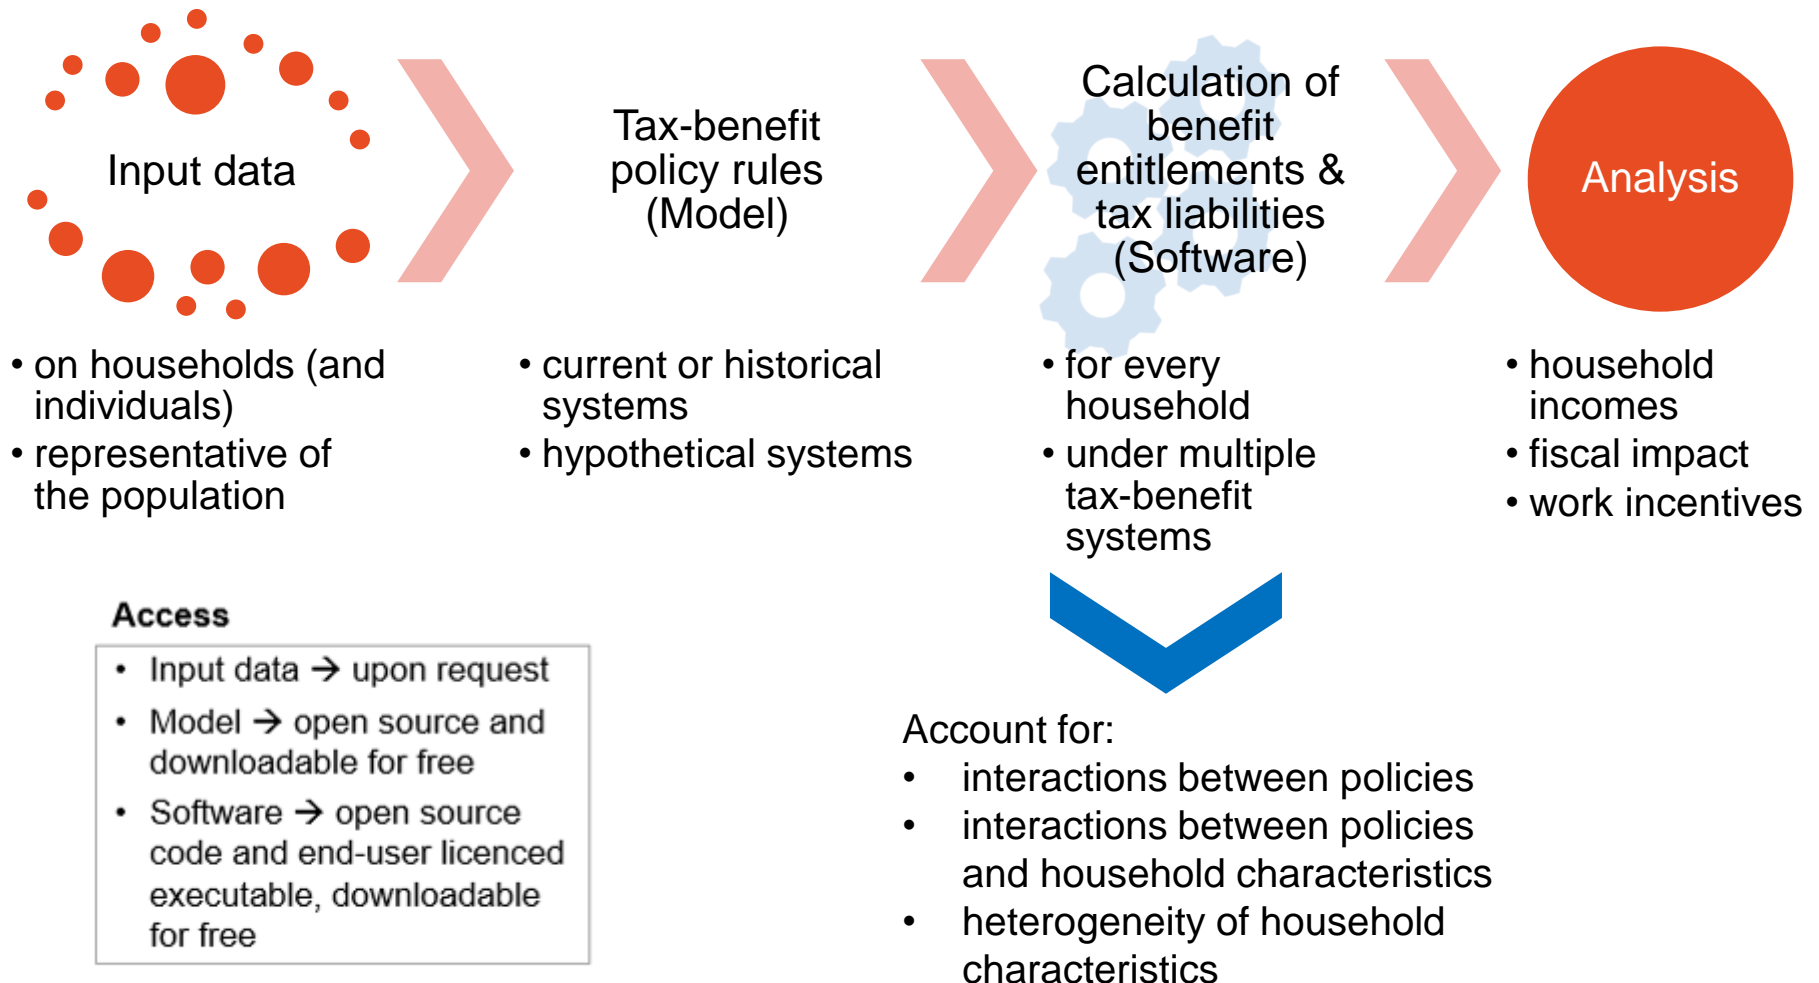 Input data
Tax-benefit
policy rules
(Model)
Calculation of
benefit
entitlements &
tax liabilities
(Software)
Analysis
• on households (and
individuals)
• representative of
the population
• current or historical
systems
• hypothetical systems
• for every
household
• under multiple
tax-benefit
systems
• household
incomes
• fiscal impact
• work incentives
Access
• Input data → upon request
• Model → open source and
downloadable for free
• Software → open source
code and end-user licenced
executable, downloadable
for free
Account for:
• interactions between policies
• interactions between policies
and household characteristics
• heterogeneity of household
characteristics